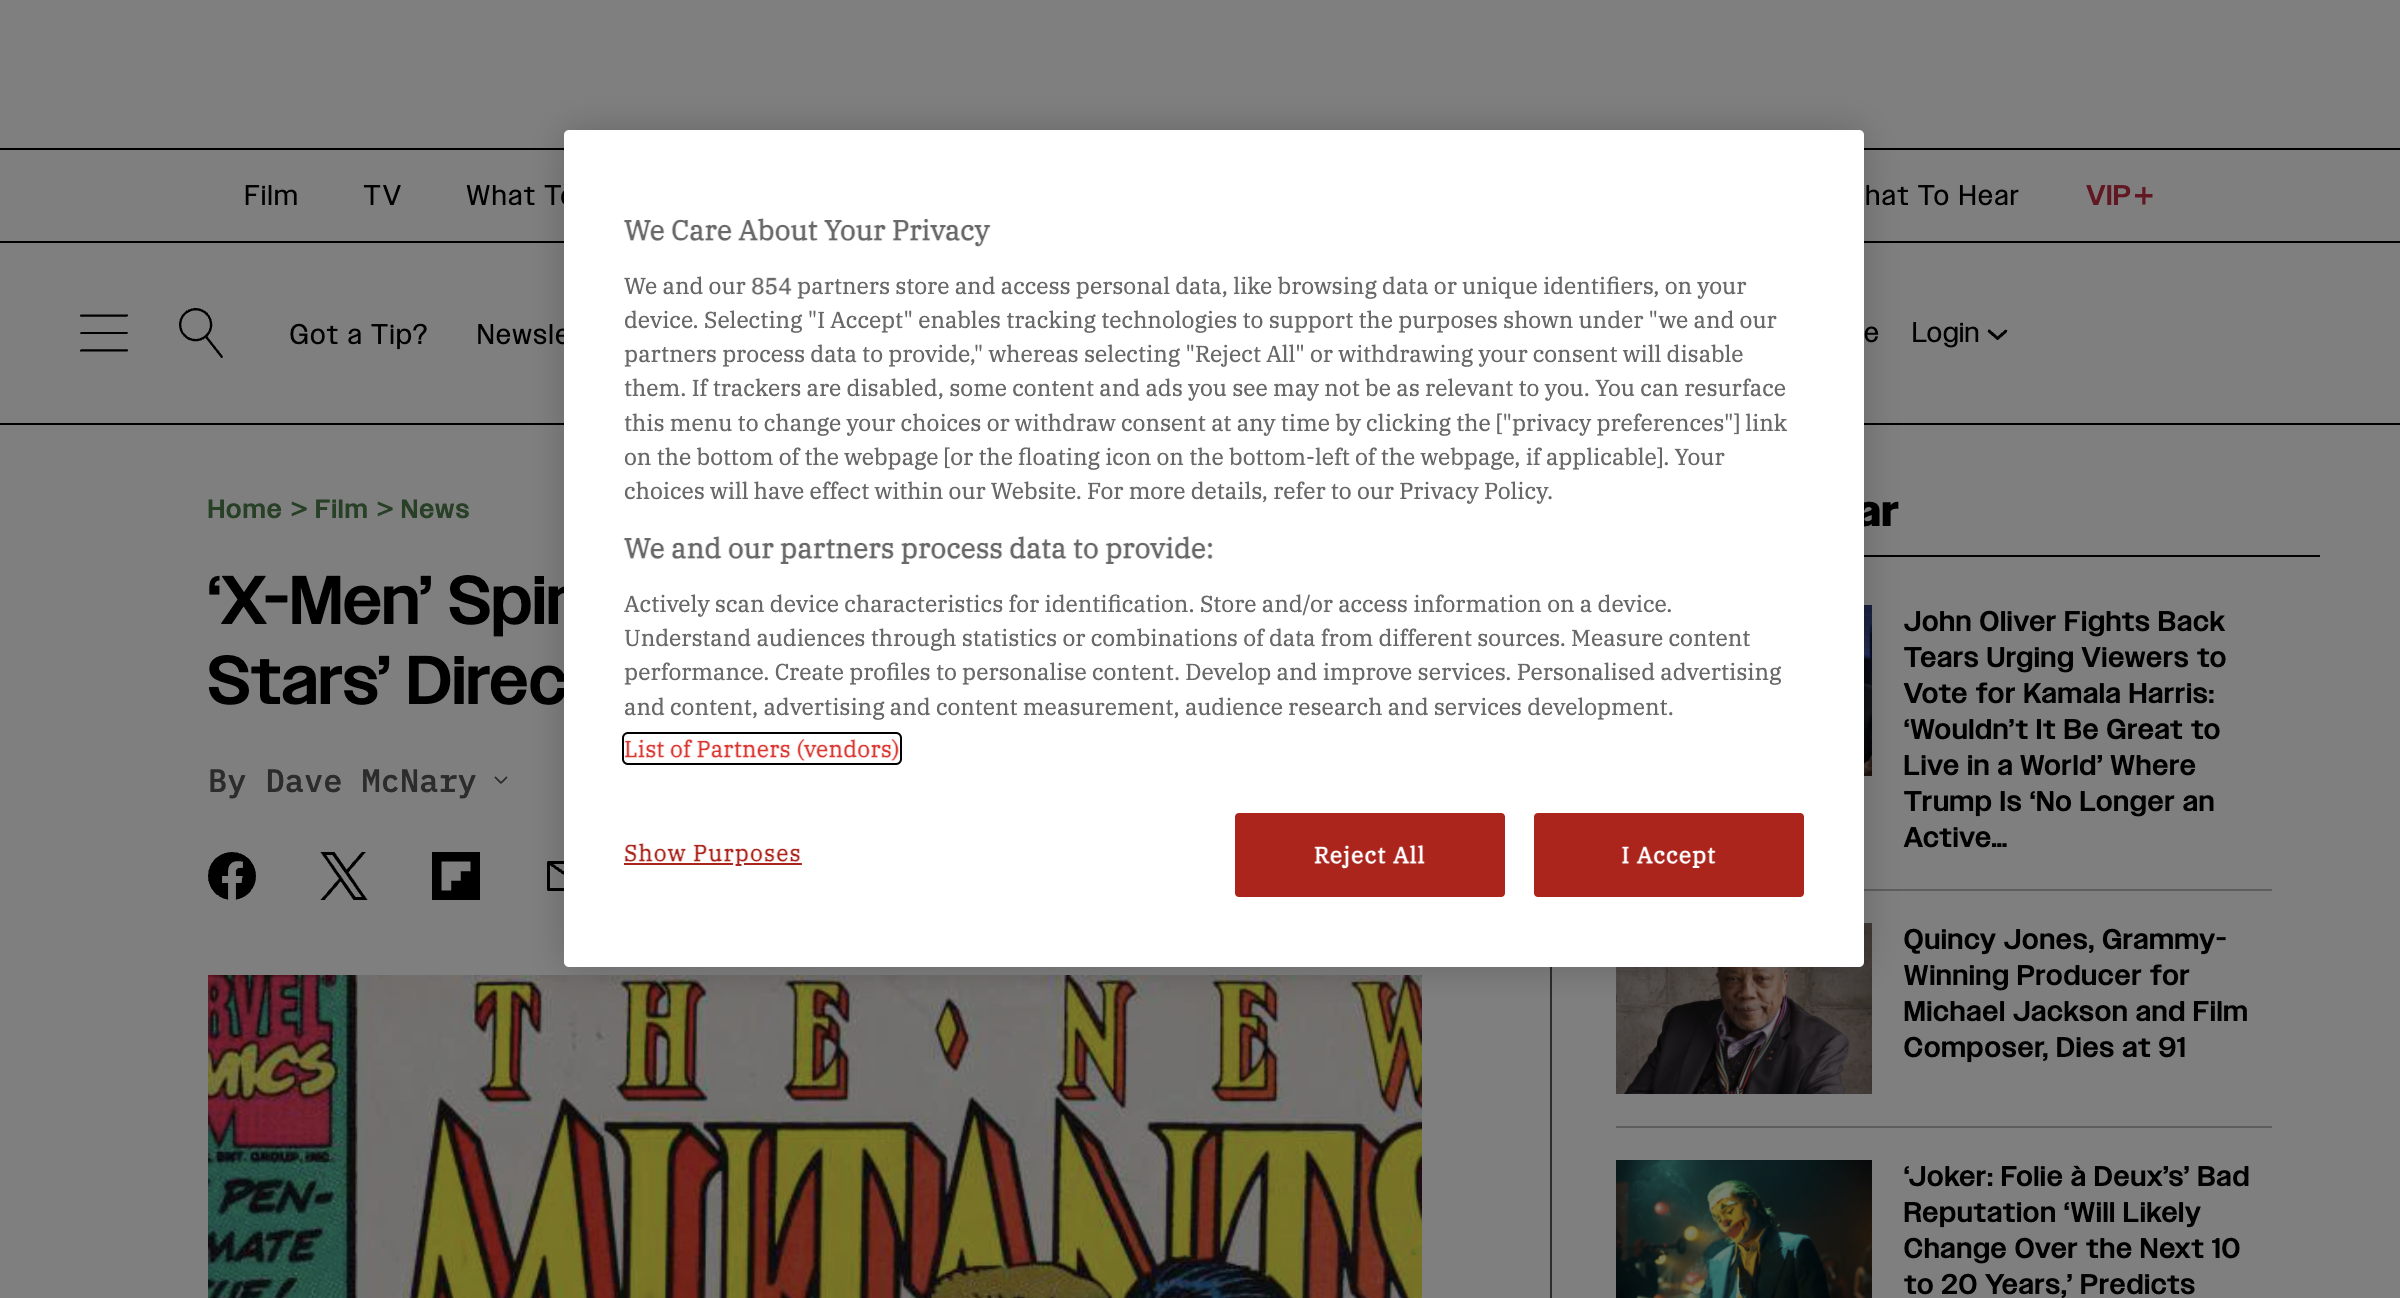 Film
TV
What To
hat To Hear
VIP+
Got a Tip?
Newsle
e
Login
Home > Film > News
‘X-Men’ Spin
Stars’ Direc
By Dave McNary
We Care About Your Privacy
We and our 854 partners store and access personal data, like browsing data or unique identifiers, on your
device. Selecting "I Accept" enables tracking technologies to support the purposes shown under "we and our
partners process data to provide," whereas selecting "Reject All" or withdrawing your consent will disable
them. If trackers are disabled, some content and ads you see may not be as relevant to you. You can resurface
this menu to change your choices or withdraw consent at any time by clicking the ["privacy preferences"] link
on the bottom of the webpage [or the floating icon on the bottom-left of the webpage, if applicable]. Your
choices will have effect within our Website. For more details, refer to our Privacy Policy.
We and our partners process data to provide:
Actively scan device characteristics for identification. Store and/or access information on a device.
Understand audiences through statistics or combinations of data from different sources. Measure content
performance. Create profiles to personalise content. Develop and improve services. Personalised advertising
and content, advertising and content measurement, audience research and services development.
List of Partners (vendors)
Show Purposes
Reject All
I Accept
ar
John Oliver Fights Back
Tears Urging Viewers to
Vote for Kamala Harris:
‘Wouldn’t It Be Great to
Live in a World’ Where
Trump Is ‘No Longer an
Active...
Quincy Jones, Grammy-
Winning Producer for
Michael Jackson and Film
Composer, Dies at 91
‘Joker: Folie à Deux’s’ Bad
Reputation ‘Will Likely
Change Over the Next 10
to 20 Years,’ Predicts
RVEL
MICS
PEN-
MATE
UE!
THE NEW
MUTANTS